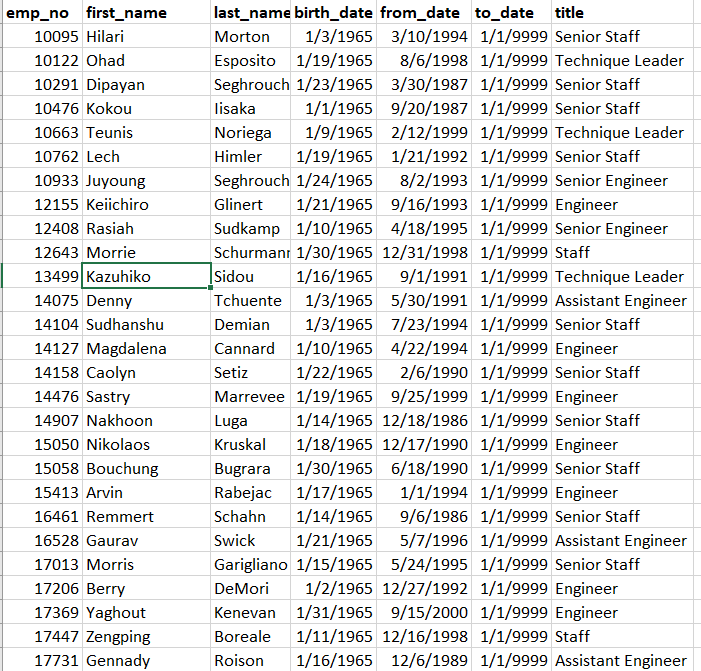 emp_no first_name last_name birth_date from_date to_date title
10095 Hilari Morton 1/3/1965 3/10/1994 1/1/9999 Senior Staff
10122 Ohad Esposito 1/19/1965 8/6/1998 1/1/9999 Technique Leader
10291 Dipayan Seghrouch 1/23/1965 3/30/1987 1/1/9999 Senior Staff
10476 Kokou Iisaka 1/1/1965 9/20/1987 1/1/9999 Senior Staff
10663 Teunis Noriega 1/9/1965 2/12/1999 1/1/9999 Technique Leader
10762 Lech Himler 1/19/1965 1/21/1992 1/1/9999 Senior Staff
10933 Juyoung Seghrouch 1/24/1965 8/2/1993 1/1/9999 Senior Engineer
12155 Keiichiro Glinert 1/21/1965 9/16/1993 1/1/9999 Engineer
12408 Rasiah Sudkamp 1/10/1965 4/18/1995 1/1/9999 Senior Engineer
12643 Morrie Schurmann 1/30/1965 12/31/1998 1/1/9999 Staff
13499 Kazuhiko Sidou 1/16/1965 9/1/1991 1/1/9999 Technique Leader
14075 Denny Tchuente 1/3/1965 5/30/1991 1/1/9999 Assistant Engineer
14104 Sudhanshu Demian 1/3/1965 7/23/1994 1/1/9999 Senior Staff
14127 Magdalena Cannard 1/10/1965 4/22/1994 1/1/9999 Engineer
14158 Caolyn Setiz 1/22/1965 2/6/1990 1/1/9999 Senior Staff
14476 Sastry Marrevee 1/19/1965 9/25/1999 1/1/9999 Engineer
14907 Nakhoon Luga 1/14/1965 12/18/1986 1/1/9999 Senior Staff
15050 Nikolaos Kruskal 1/18/1965 12/17/1990 1/1/9999 Engineer
15058 Bouchung Bugrara 1/30/1965 6/18/1990 1/1/9999 Senior Staff
15413 Arvin Rabejac 1/17/1965 1/1/1994 1/1/9999 Engineer
16461 Remmert Schahn 1/14/1965 9/6/1986 1/1/9999 Senior Staff
16528 Gaurav Swick 1/21/1965 5/7/1996 1/1/9999 Assistant Engineer
17013 Morris Garigliano 1/15/1965 5/24/1995 1/1/9999 Senior Staff
17206 Berry DeMori 1/2/1965 12/27/1992 1/1/9999 Engineer
17369 Yaghout Kenevan 1/31/1965 9/15/2000 1/1/9999 Engineer
17447 Zengping Boreale 1/11/1965 12/16/1998 1/1/9999 Staff
17731 Gennady Roison 1/16/1965 12/6/1989 1/1/9999 Assistant Engineer